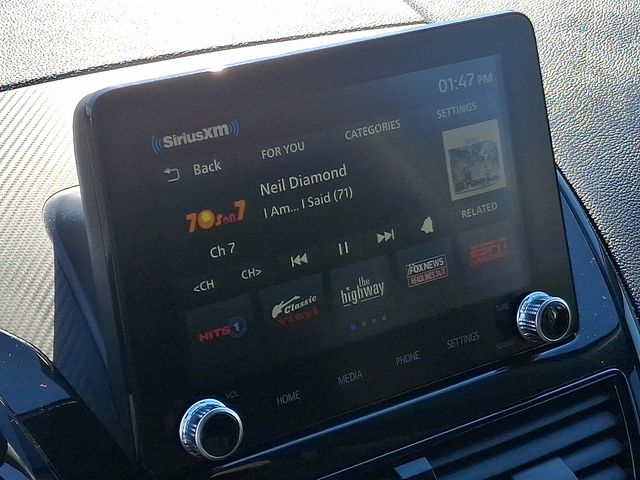 01:47 PM
SiriusXM
FOR YOU
CATEGORIES
SETTINGS
Back
Neil Diamond
I Am... I Said (71)
70s on 7
Ch 7
RELATED
<CH
CH>
HITS 1
Classic
vinyl
the
highway
FOX NEWS
HEADLINES 24/7
ESPN
VOL
HOME
MEDIA
PHONE
SETTINGS
TUNE